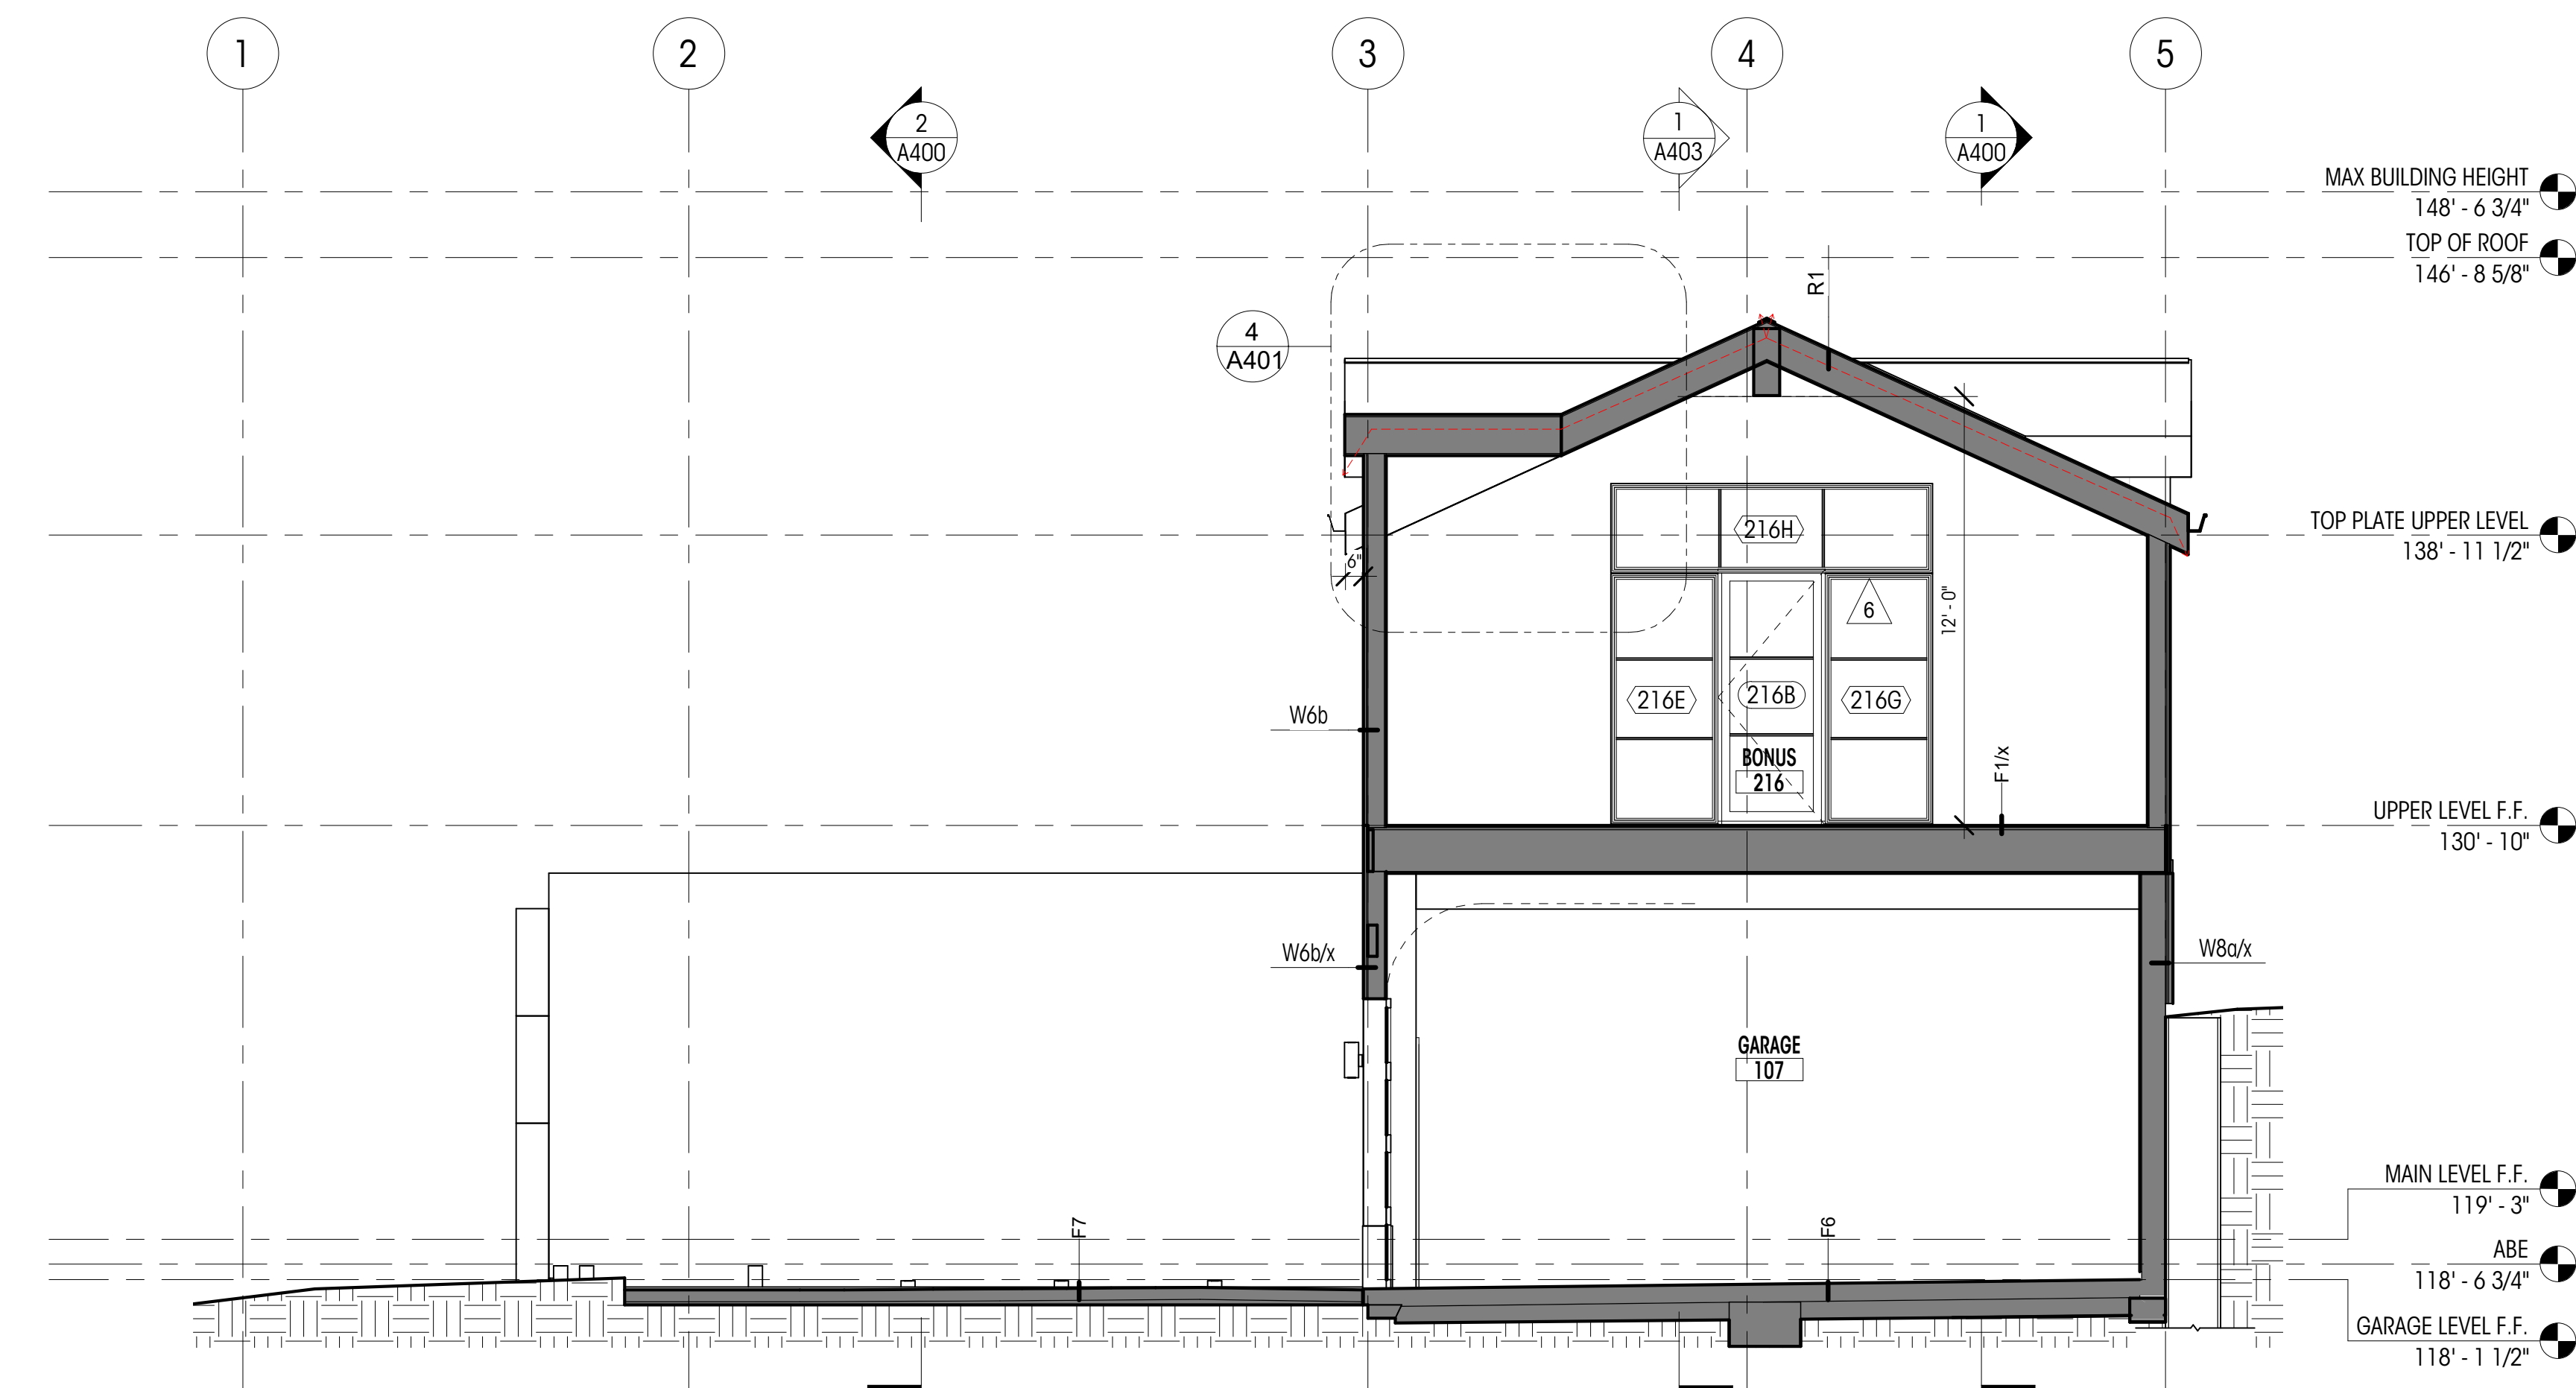 1
2
3
4
5
2
A400
1
A403
1
A400
MAX BUILDING HEIGHT
148' - 6 3/4"
TOP OF ROOF
146' - 8 5/8"
R1
4
A401
TOP PLATE UPPER LEVEL
138' - 11 1/2"
216H
6"
6
12' - 0"
216E
216B
216G
W6b
BONUS
216
F1/x
UPPER LEVEL F.F.
130' - 10"
W6b/x
W8a/x
GARAGE
107
MAIN LEVEL F.F.
119' - 3"
F7
F6
ABE
118' - 6 3/4"
GARAGE LEVEL F.F.
118' - 1 1/2"